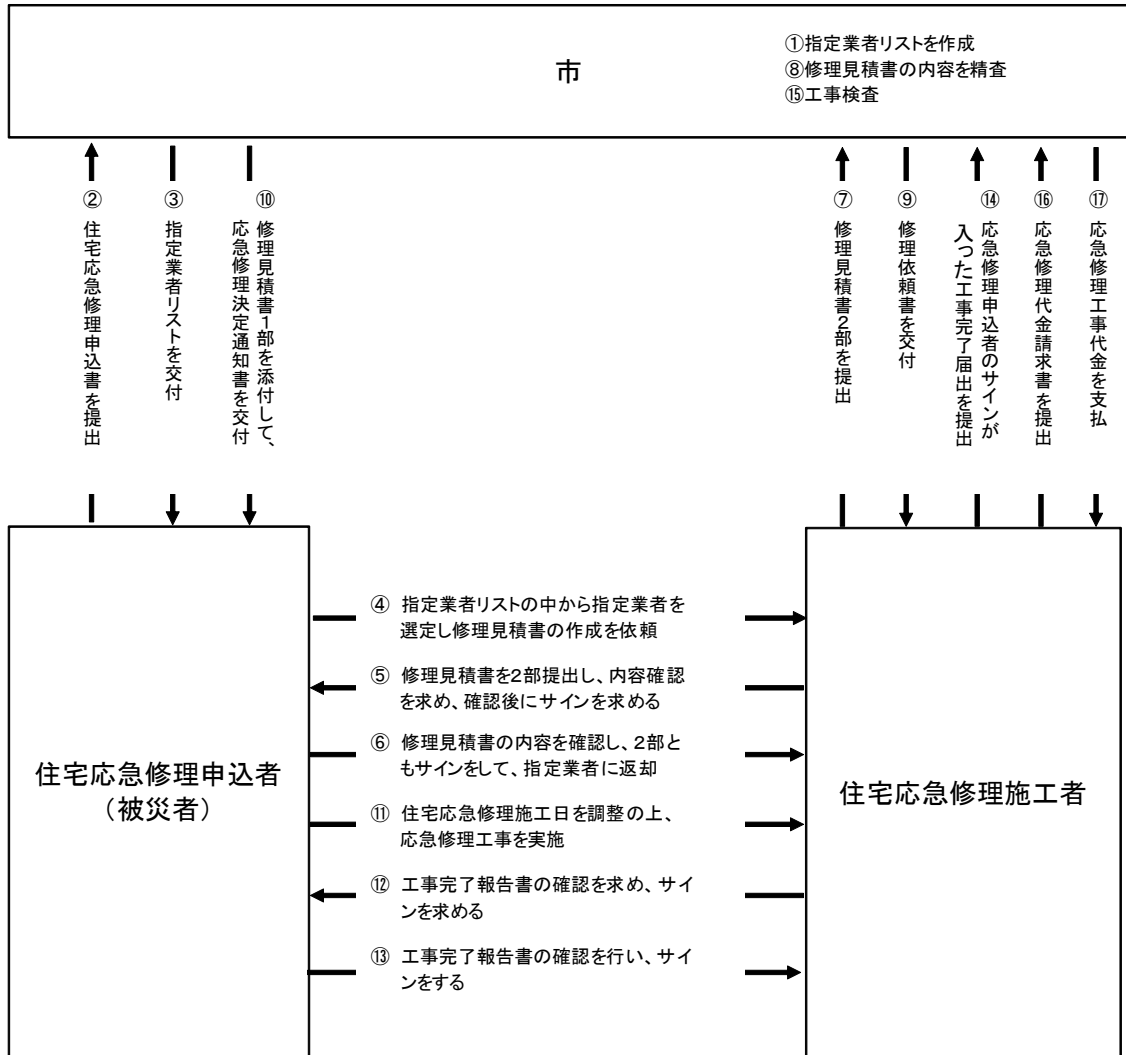 市
①指定業者リストを作成
⑧修理見積書の内容を精査
⑮工事検査
②住宅応急修理申込書を提出
③指定業者リストを交付
⑩修理見積書1部を添付して、
応急修理決定通知書を交付
⑦修理見積書2部を提出
⑨修理依頼書を交付
⑭応急修理申込者のサインが
入った工事完了届出を提出
⑯応急修理代金請求書を提出
⑰応急修理工事代金を支払
④ 指定業者リストの中から指定業者を
選定し修理見積書の作成を依頼
⑤ 修理見積書を2部提出し、内容確認
を求め、確認後にサインを求める
⑥ 修理見積書の内容を確認し、2部と
もサインをして、指定業者に返却
⑪ 住宅応急修理施工日を調整の上、
応急修理工事を実施
⑫ 工事完了報告書の確認を求め、サイ
ンを求める
⑬ 工事完了報告書の確認を行い、サイ
ンをする
住宅応急修理申込者
（被災者）
住宅応急修理施工者